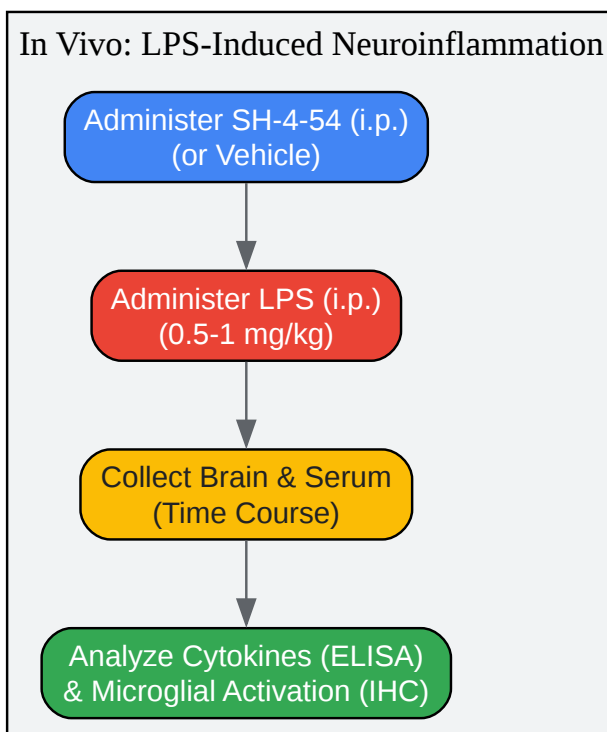 In Vivo: LPS-Induced Neuroinflammation
Administer SH-4-54 (i.p.)
(or Vehicle)
Administer LPS (i.p.)
(0.5-1 mg/kg)
Collect Brain & Serum
(Time Course)
Analyze Cytokines (ELISA)
& Microglial Activation (IHC)